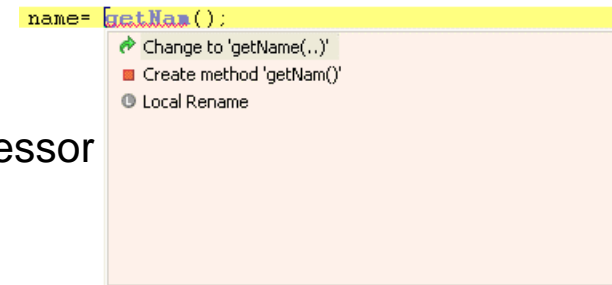 name= getNam();
Change to 'getName(..)'
Create method 'getNam()'
Local Rename
essor